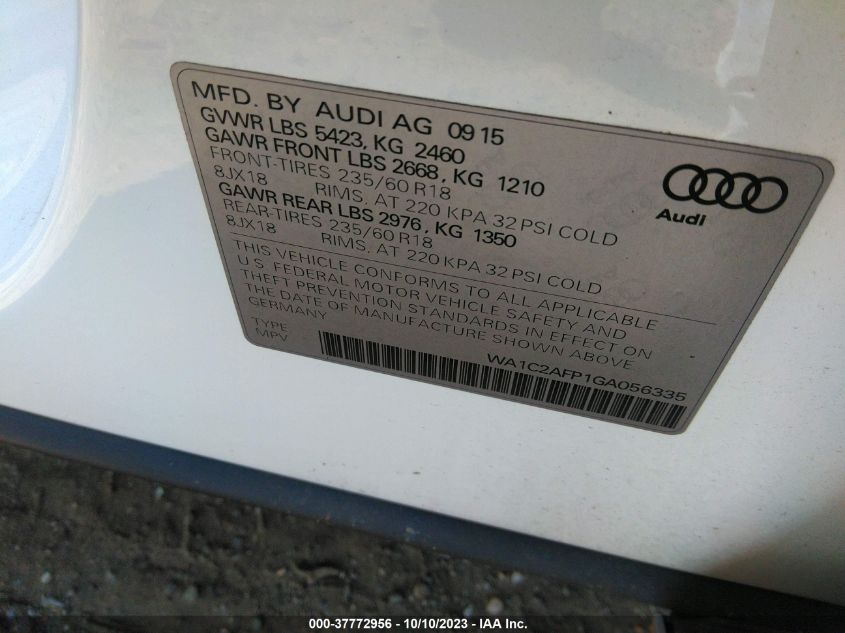 MFD. BY AUDI AG 09 15
GVWR LBS 5423, KG 2460
GAWR FRONT LBS 2668, KG 1210
FRONT-TIRES 235/60 R18
8JX18 RIMS. AT 220 KPA 32 PSI COLD
GAWR REAR LBS 2976, KG 1350
REAR-TIRES 235/60 R18
8JX18 RIMS. AT 220 KPA 32 PSI COLD
Audi
THIS VEHICLE CONFORMS TO ALL APPLICABLE
U.S. FEDERAL MOTOR VEHICLE SAFETY AND
THEFT PREVENTION STANDARDS IN EFFECT ON
THE DATE OF MANUFACTURE SHOWN ABOVE
GERMANY
TYPE WA1C2AFP1GA056335
MPV
000-37772956 - 10/10/2023 - IAA Inc.